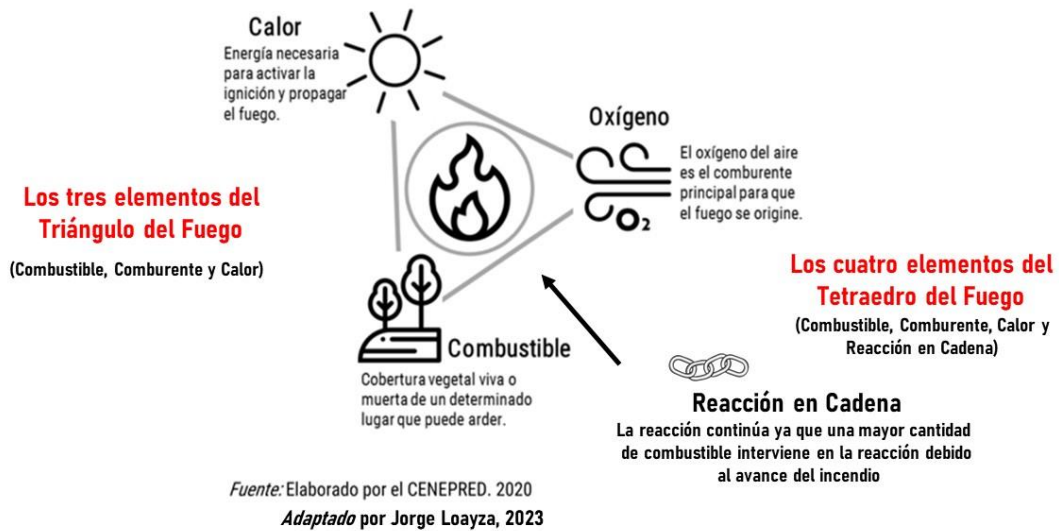 Calor
Energía necesaria
para activar la
ignición y propagar
el fuego.
Oxígeno
El oxígeno del aire
es el comburente
principal para que
el fuego se origine.
O₂
Los tres elementos del
Triángulo del Fuego
(Combustible, Comburente y Calor)
Los cuatro elementos del
Tetraedro del Fuego
(Combustible, Comburente, Calor y
Reacción en Cadena)
Combustible
Cobertura vegetal viva o
muerta de un determinado
lugar que puede arder.
Reacción en Cadena
La reacción continúa ya que una mayor cantidad
de combustible interviene en la reacción debido
al avance del incendio
Fuente: Elaborado por el CENEPRED. 2020
Adaptado por Jorge Loayza, 2023